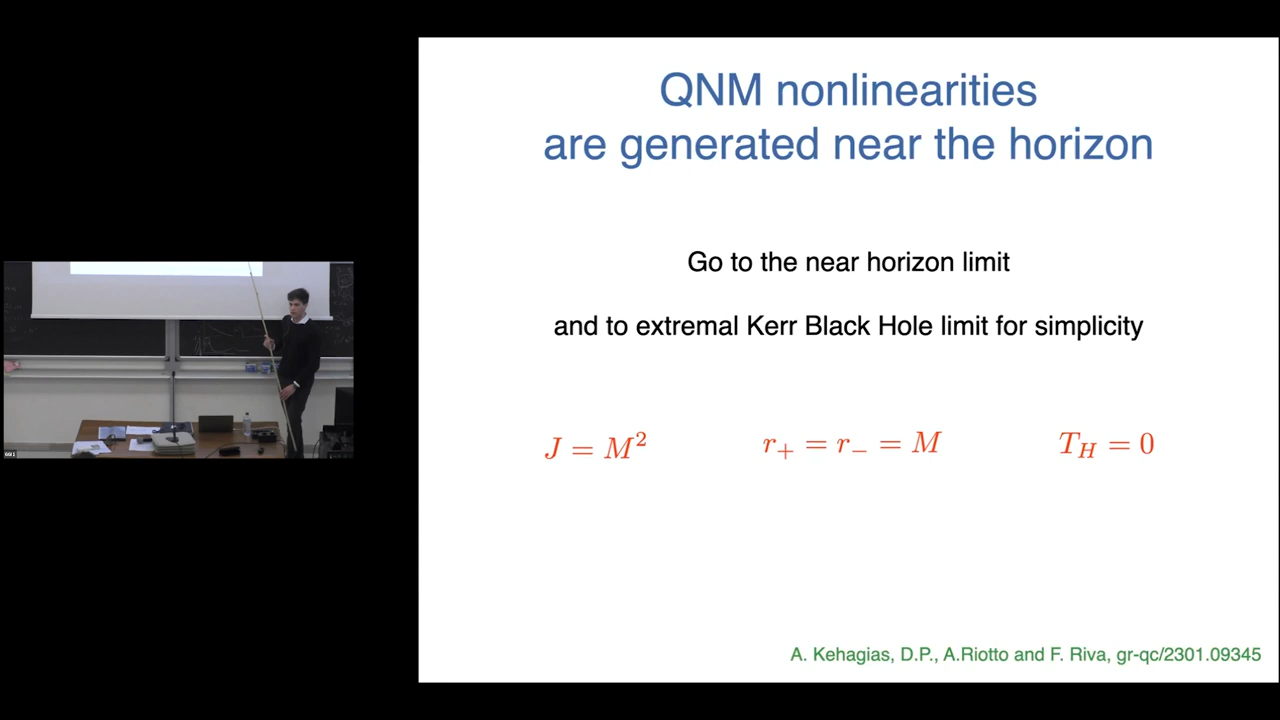 QNM nonlinearities
are generated near the horizon
Go to the near horizon limit
and to extremal Kerr Black Hole limit for simplicity
J = M²
r₊ = r₋ = M
T_H = 0
A. Kehagias, D.P., A.Riotto and F. Riva, gr-qc/2301.09345